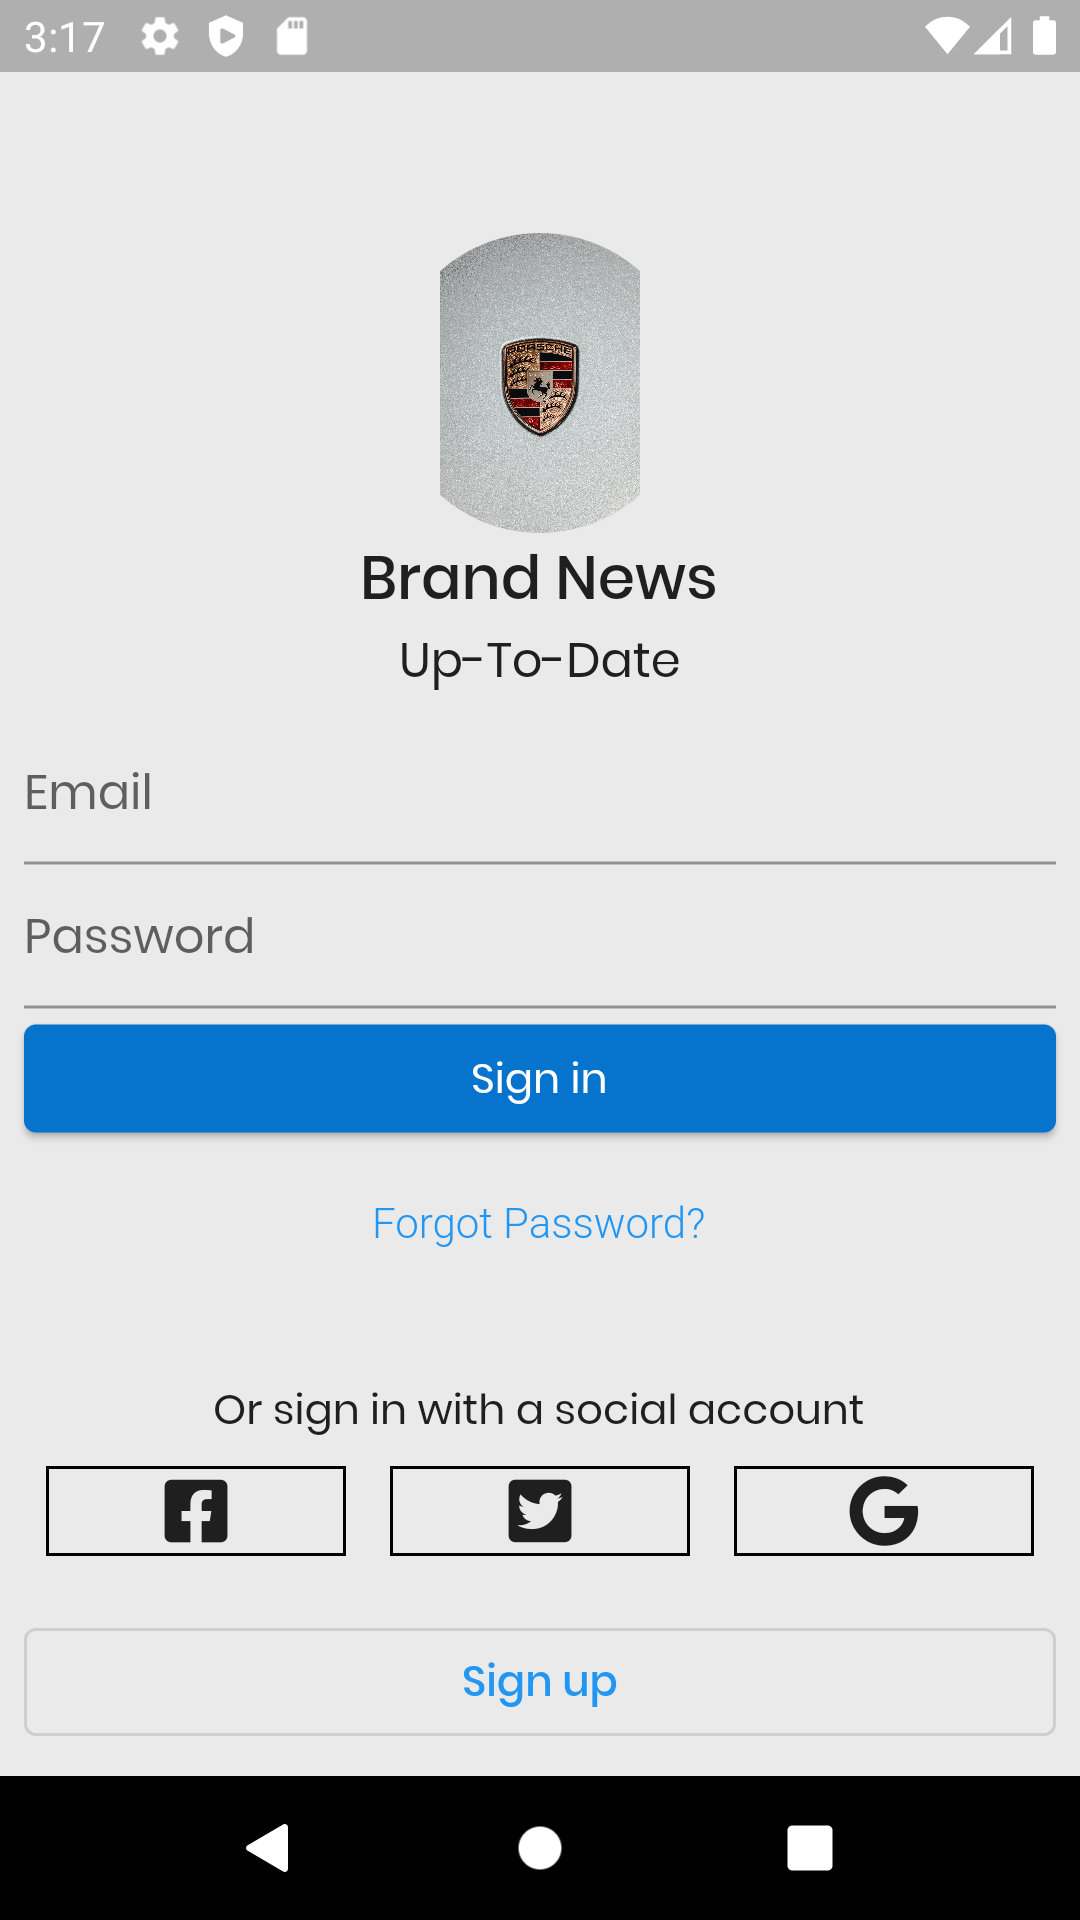 3:17
PORSCHE
Brand News
Up-To-Date
Email
Password
Sign in
Forgot Password?
Or sign in with a social account
Sign up